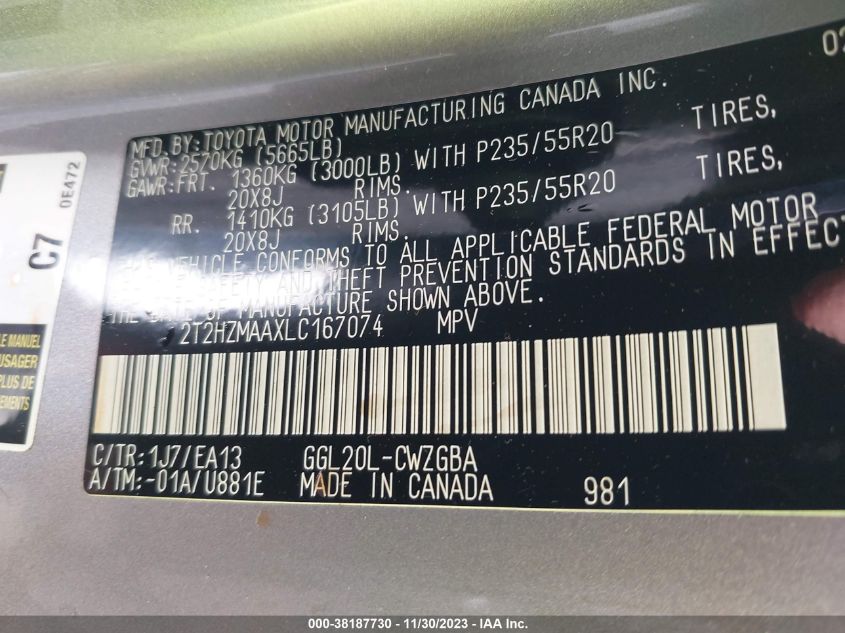 02
MFD. BY: TOYOTA MOTOR MANUFACTURING CANADA INC.
GVWR: 2570KG (5665LB)
GAWR: FRT. 1360KG (3000LB) WITH P235/55R20 TIRES,
20X8J RIMS.
RR. 1410KG (3105LB) WITH P235/55R20 TIRES,
20X8J RIMS.
VEHICLE CONFORMS TO ALL APPLICABLE FEDERAL MOTOR
SAFETY AND THEFT PREVENTION STANDARDS IN EFFECT
THE DATE OF MANUFACTURE SHOWN ABOVE.
2T2HZMAAXLC167074 MPV
C/TR: 1J7/EA13 GGL20L-CWZGBA
A/TM: -01A/U881E MADE IN CANADA 981
C7
0E472
LE MANUEL
USAGER
PLUS DE
000-38187730 - 11/30/2023 - IAA Inc.